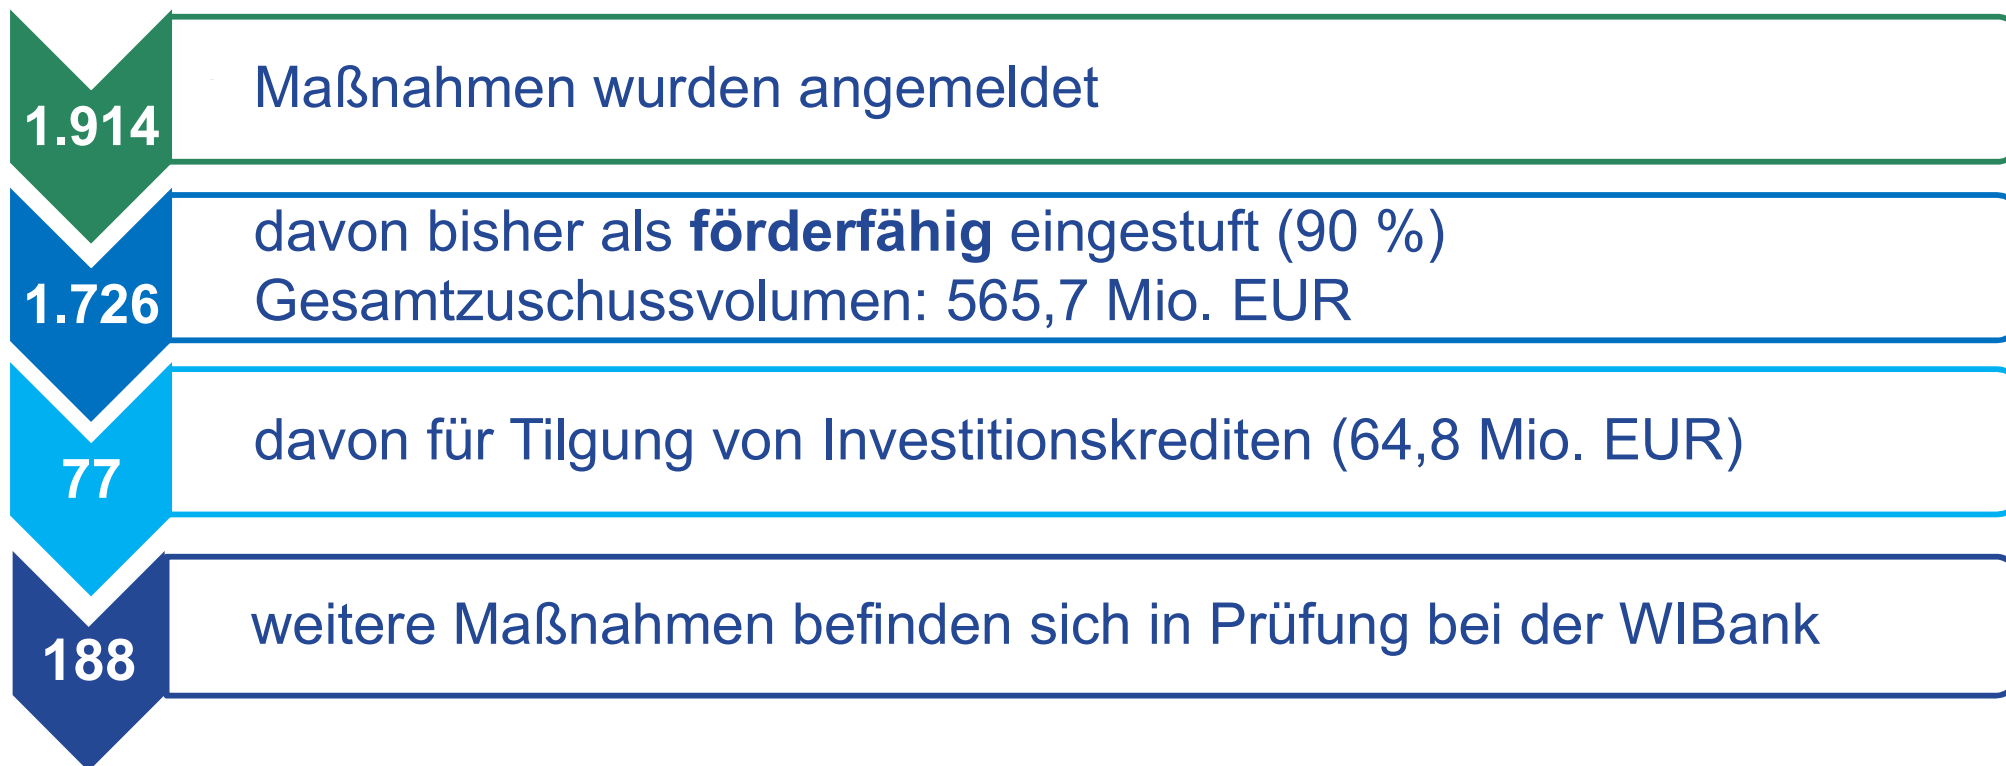 1.914
Maßnahmen wurden angemeldet
1.726
davon bisher als förderfähig eingestuft (90 %)
Gesamtzuschussvolumen: 565,7 Mio. EUR
77
davon für Tilgung von Investitionskrediten (64,8 Mio. EUR)
188
weitere Maßnahmen befinden sich in Prüfung bei der WIBank